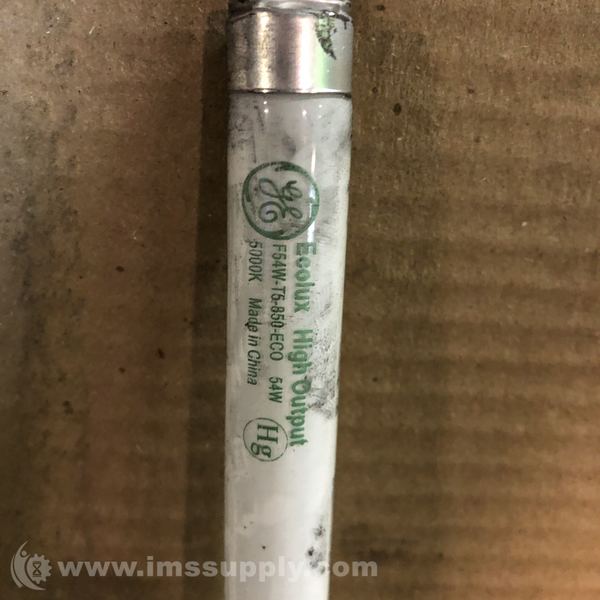 GE
Ecolux High Output
F54W-T5-850-ECO 54W
5000K Made in China
Hg
www.imssupply.com